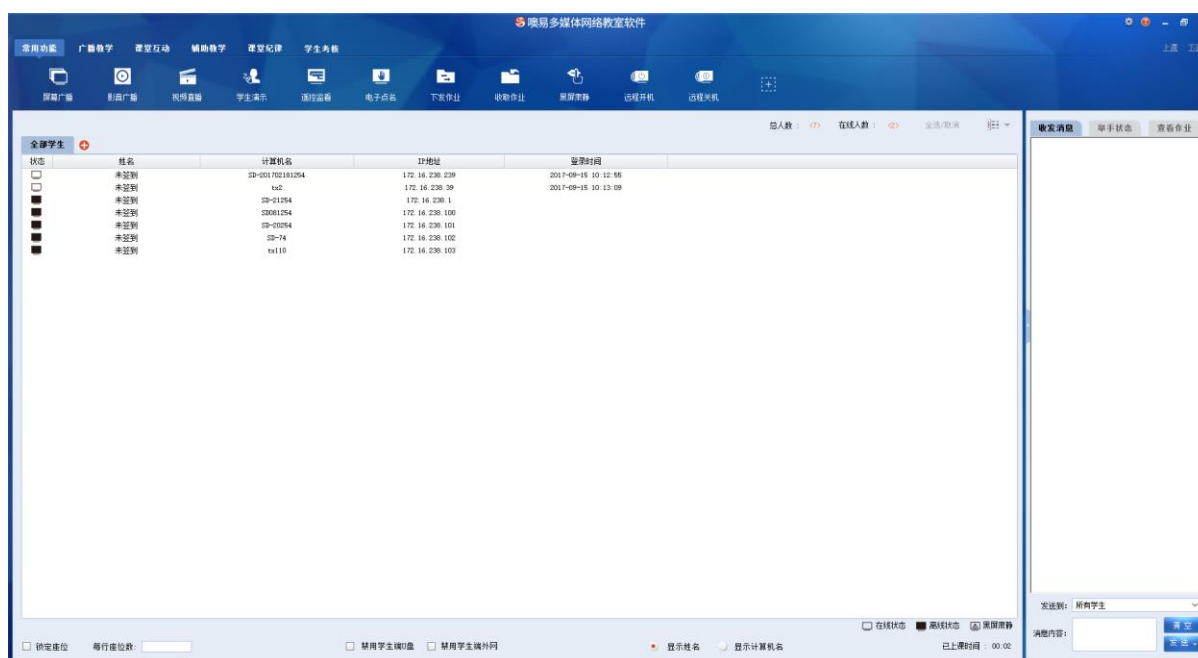 噢易多媒体网络教室软件
常用功能 广播教学 课堂互动 辅助教学 课堂纪律 学生考核
上课
屏幕广播 影音广播 视频直播 学生演示 遥控监看 电子点名 下发作业 收取作业 黑屏肃静 远程开机 远程关机
总人数： (7) 在线人数： (2) 全选/取消
收发消息 举手状态 查看作业
全部学生
状态 姓名 计算机名 IP地址 登录时间
未签到 SD-201702181254 172.16.238.239 2017-09-15 10:12:55
未签到 tx2 172.16.238.39 2017-09-15 10:13:09
未签到 SD-21254 172.16.238.1
未签到 SD081254 172.16.238.100
未签到 SD-20254 172.16.238.101
未签到 SD-74 172.16.238.102
未签到 tx110 172.16.238.103
发送到： 所有学生
在线状态 离线状态 黑屏肃静
消息内容： 清空
发送
锁定座位 每行座位数： 禁用学生端U盘 禁用学生端外网 显示姓名 显示计算机名 已上课时间 : 00:02